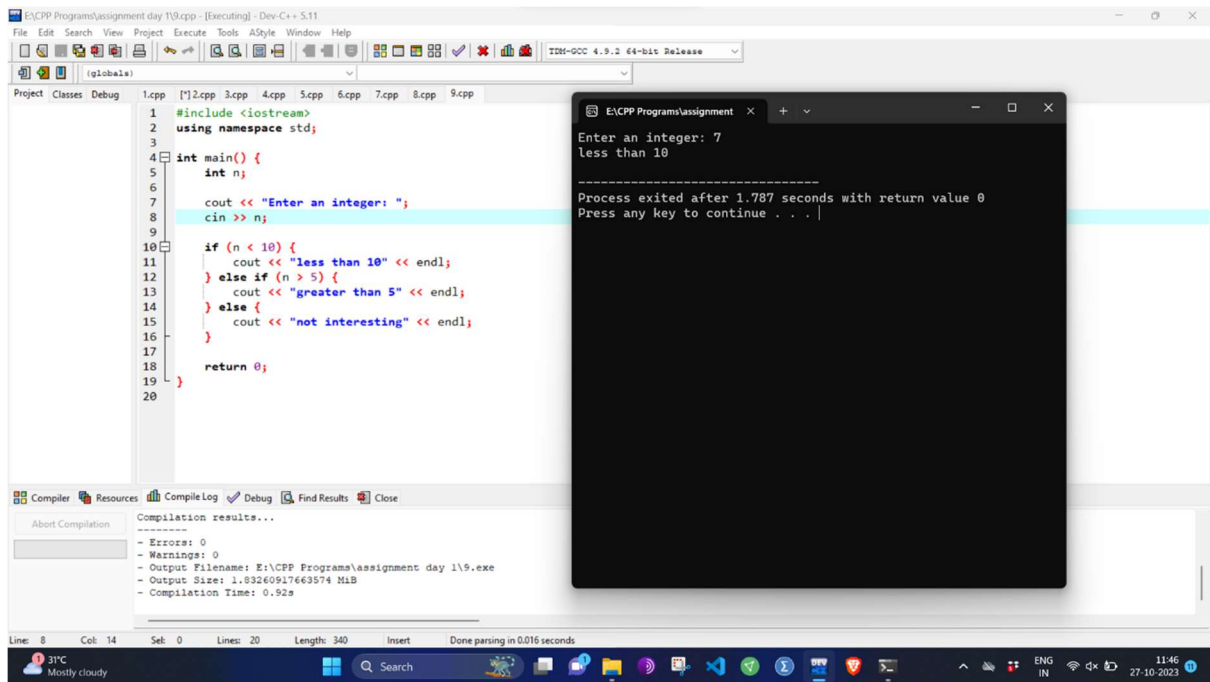 E:\CPP Programs\assignment day 1\9.cpp - [Executing] - Dev-C++ 5.11
File Edit Search View Project Execute Tools AStyle Window Help
TDM-GCC 4.9.2 64-bit Release
(globals)
Project Classes Debug
1.cpp [*] 2.cpp 3.cpp 4.cpp 5.cpp 6.cpp 7.cpp 8.cpp 9.cpp
1 #include <iostream>
2 using namespace std;
3
4 int main() {
5 int n;
6
7 cout << "Enter an integer: ";
8 cin >> n;
9
10 if (n < 10) {
11 cout << "less than 10" << endl;
12 } else if (n > 5) {
13 cout << "greater than 5" << endl;
14 } else {
15 cout << "not interesting" << endl;
16 }
17
18 return 0;
19 }
20
E:\CPP Programs\assignment
Enter an integer: 7
less than 10
--------------------------------
Process exited after 1.787 seconds with return value 0
Press any key to continue . . .
Compiler Resources Compile Log Debug Find Results Close
Abort Compilation
Compilation results...
--------
- Errors: 0
- Warnings: 0
- Output Filename: E:\CPP Programs\assignment day 1\9.exe
- Output Size: 1.83260917663574 MiB
- Compilation Time: 0.92s
Line: 8 Col: 14 Sel: 0 Lines: 20 Length: 340 Insert Done parsing in 0.016 seconds
1
31°C
Mostly cloudy
Search
1
DEV
ENG
IN
11:46
27-10-2023
11